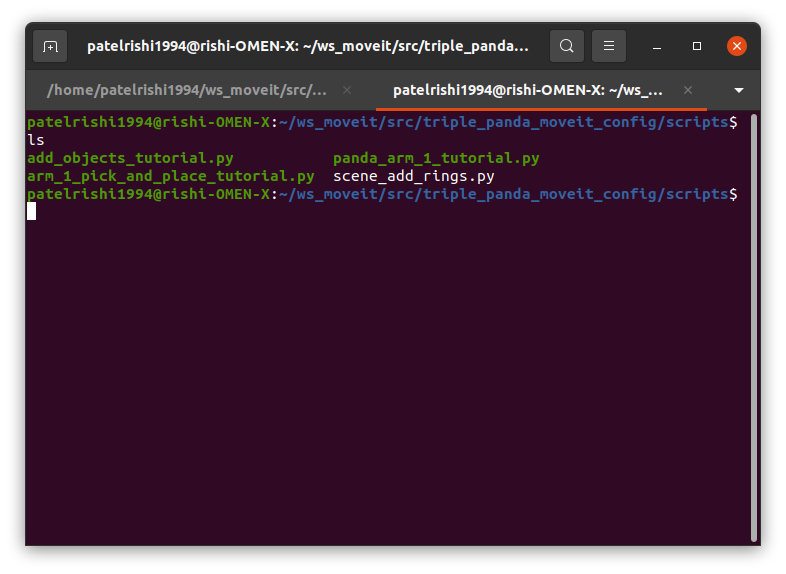 patelrishi1994@rishi-OMEN-X: ~/ws_moveit/src/triple_panda...
/home/patelrishi1994/ws_moveit/src/... patelrishi1994@rishi-OMEN-X: ~/ws_...
patelrishi1994@rishi-OMEN-X:~/ws_moveit/src/triple_panda_moveit_config/scripts$
ls
add_objects_tutorial.py panda_arm_1_tutorial.py
arm_1_pick_and_place_tutorial.py scene_add_rings.py
patelrishi1994@rishi-OMEN-X:~/ws_moveit/src/triple_panda_moveit_config/scripts$